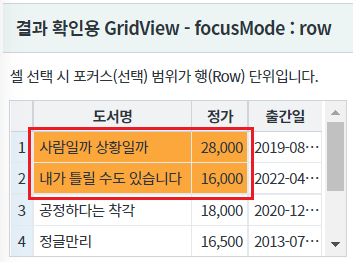 결과 확인용 GridView - focusMode : row
셀 선택 시 포커스(선택) 범위가 행(Row) 단위입니다.
도서명 정가 출간일
1 사람일까 상황일까 28,000 2019-08…
2 내가 틀릴 수도 있습니다 16,000 2022-04…
3 공정하다는 착각 18,000 2020-12…
4 정글만리 16,500 2013-07…